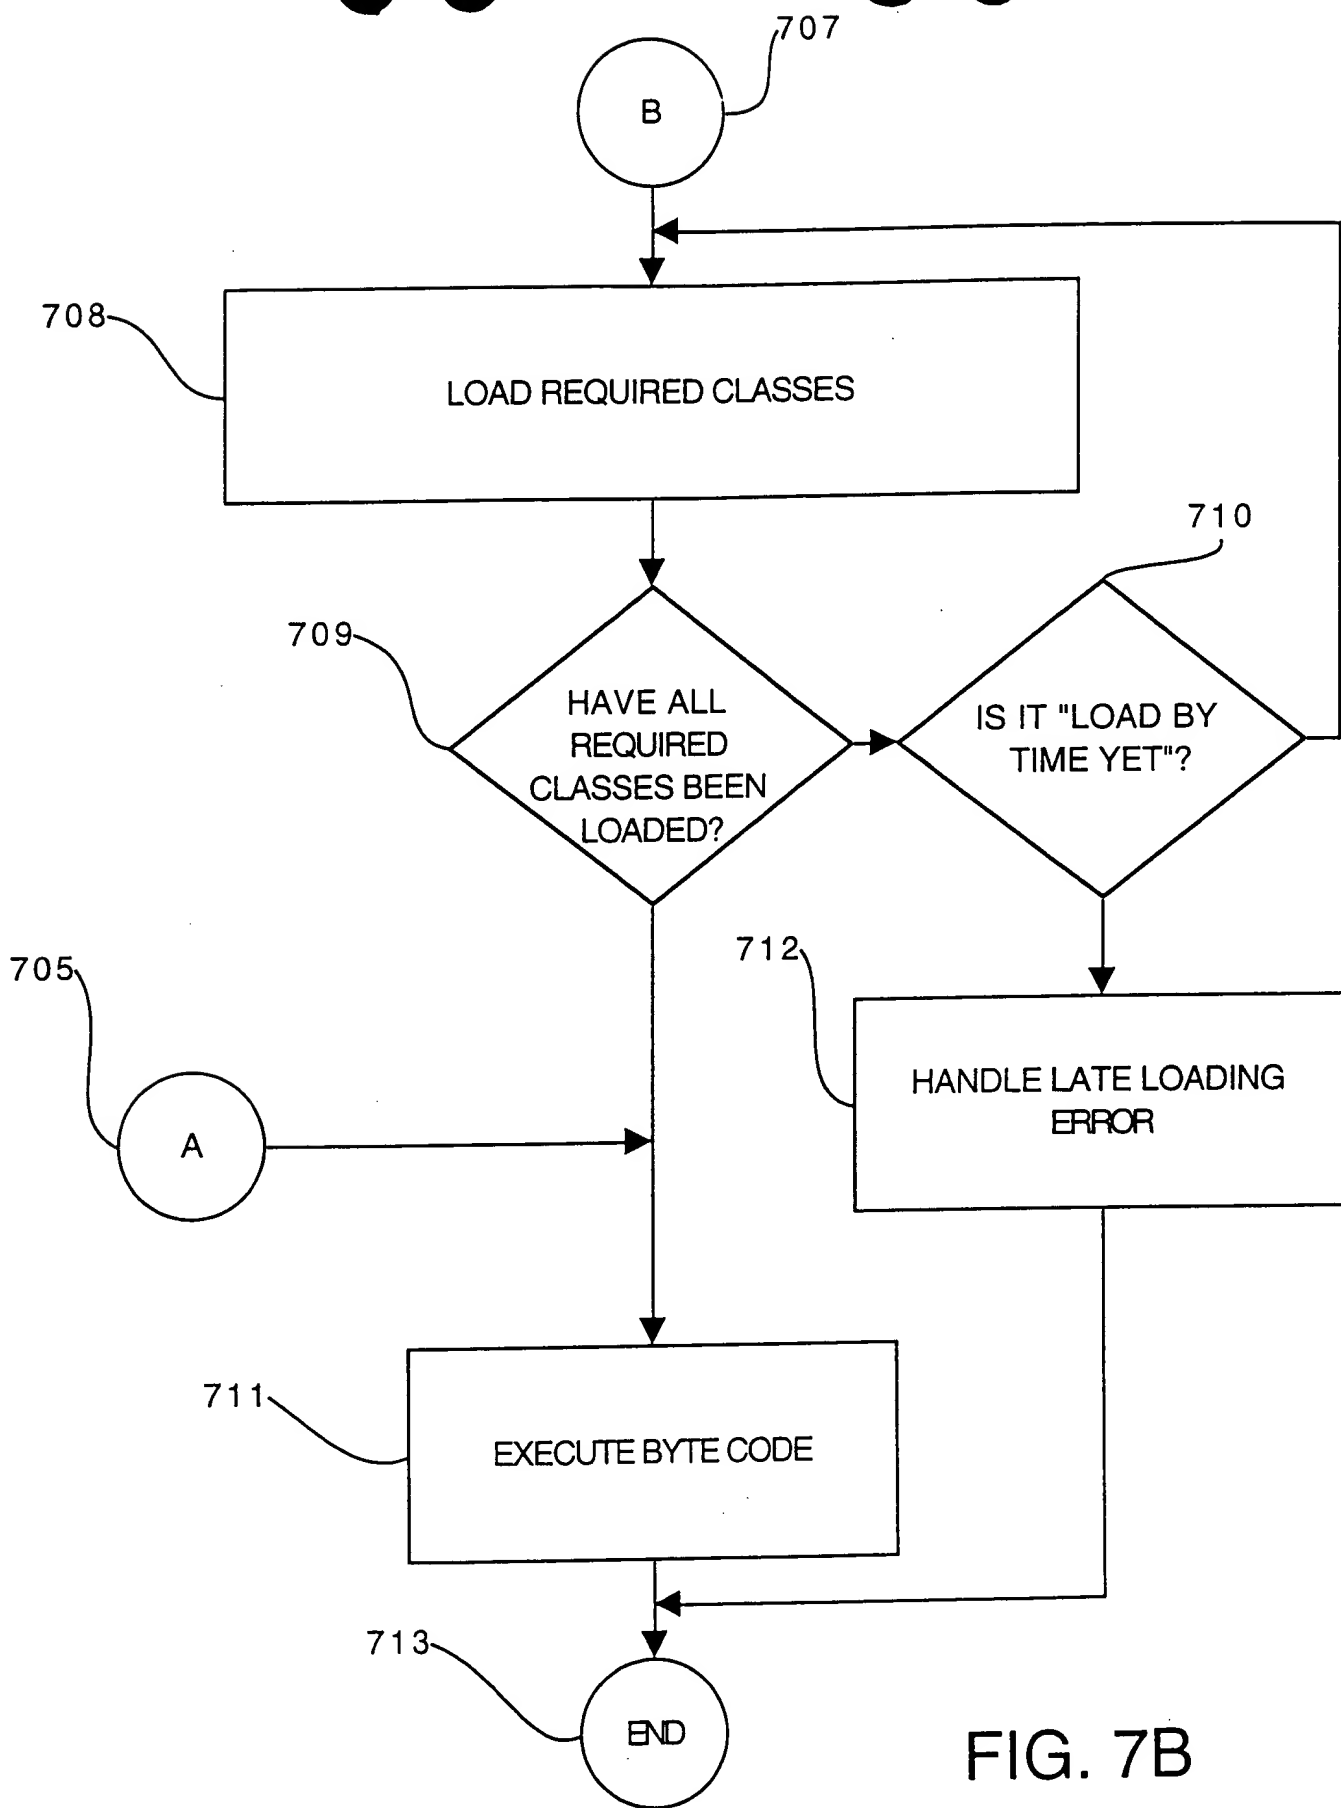 707
B
708
LOAD REQUIRED CLASSES
710
709
HAVE ALL
REQUIRED
CLASSES BEEN
LOADED?
IS IT "LOAD BY
TIME YET"?
705
712
A
HANDLE LATE LOADING
ERROR
711
EXECUTE BYTE CODE
713
END
FIG. 7B